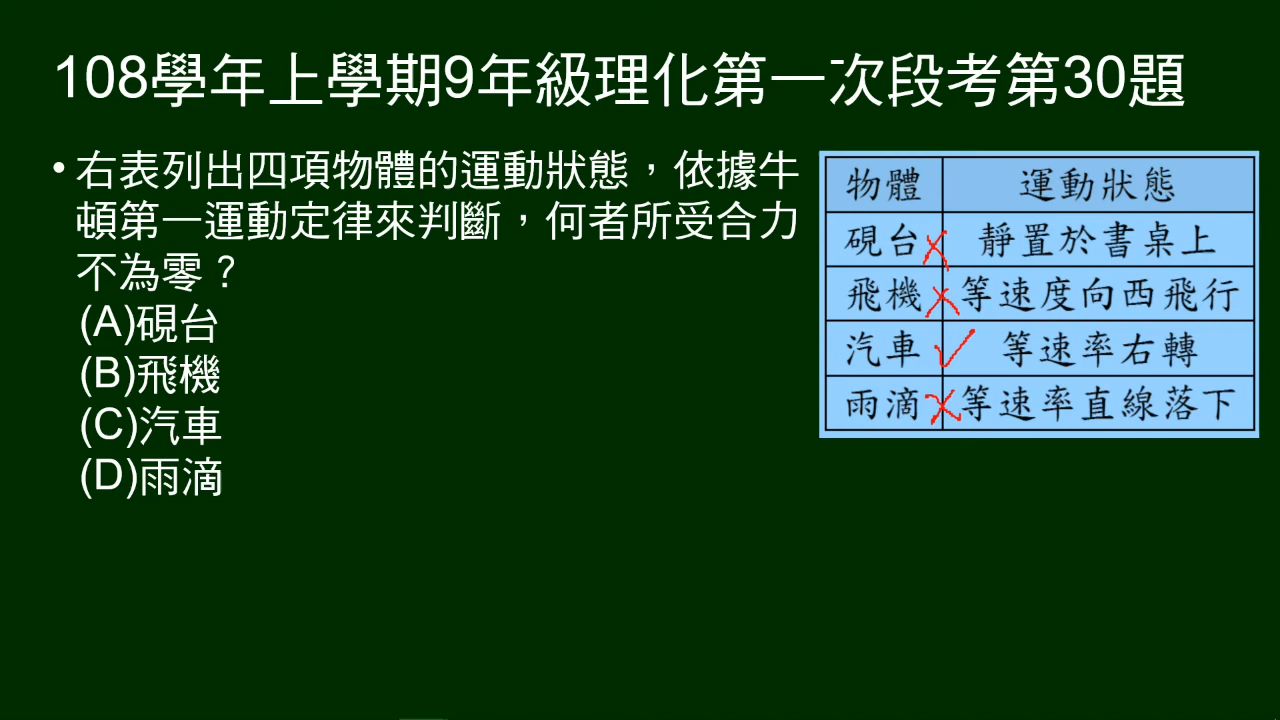 108學年上學期9年級理化第一次段考第30題
• 右表列出四項物體的運動狀態，依據牛
頓第一運動定律來判斷，何者所受合力
不為零？
(A)硯台
(B)飛機
(C)汽車
(D)雨滴
物體 運動狀態
硯台 靜置於書桌上
飛機 等速度向西飛行
汽車 等速率右轉
雨滴 等速率直線落下